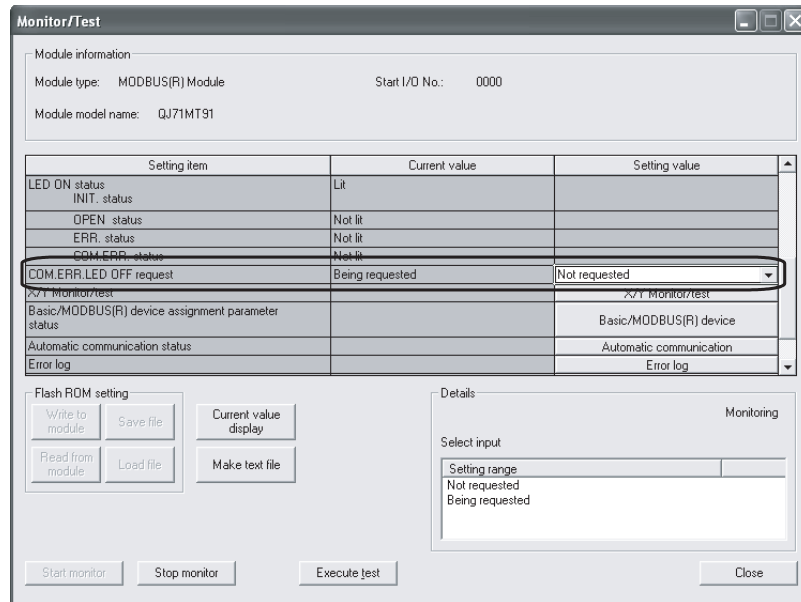 Monitor/Test
Module information
Module type: MODBUS(R) Module Start I/O No.: 0000
Module model name: QJ71MT91
Setting item Current value Setting value
LED ON status Lit
INIT. status
OPEN status Not lit
ERR. status Not lit
COM.ERR. status Not lit
COM.ERR.LED OFF request Being requested Not requested
X/Y Monitor/test X/Y Monitor/test
Basic/MODBUS(R) device assignment parameter
status Basic/MODBUS(R) device
Automatic communication status Automatic communication
Error log Error log
Flash ROM setting
Write to
module
Save file
Current value
display
Read from
module
Load file
Make text file
Details
Monitoring
Select input
Setting range
Not requested
Being requested
Start monitor Stop monitor Execute test Close